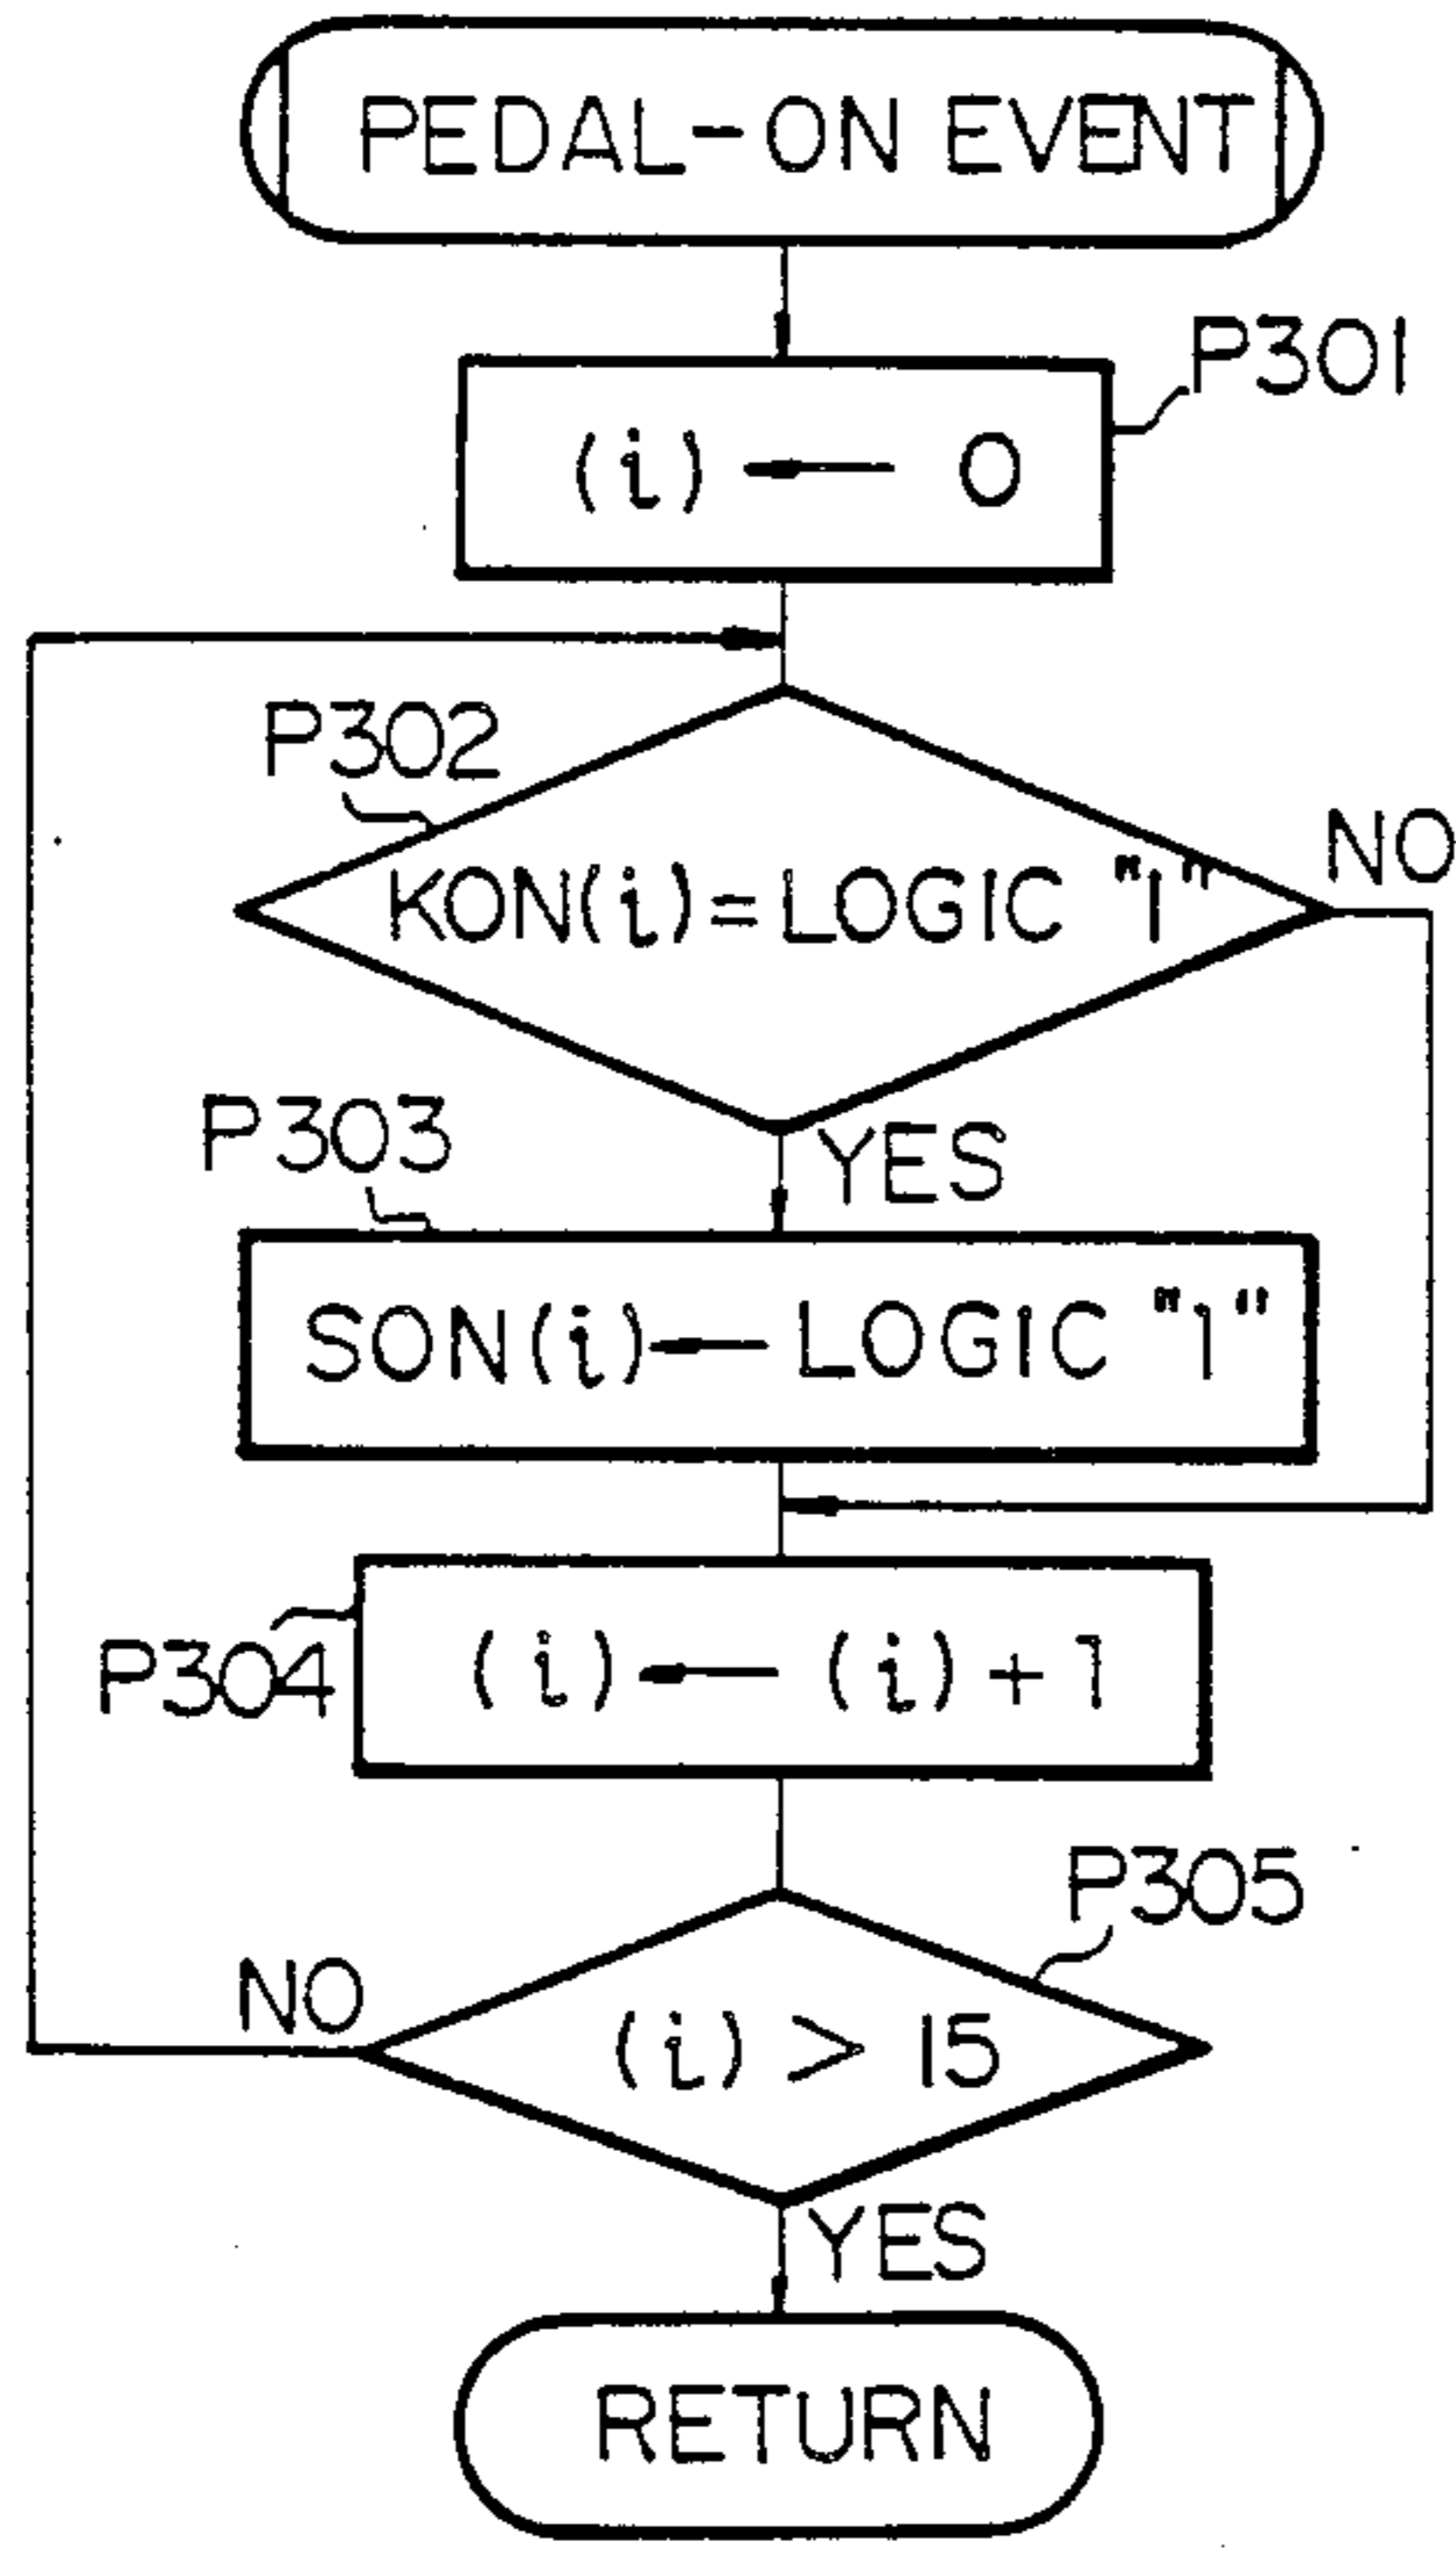 PEDAL-ON EVENT
P301
(i) ← 0
P302
KON(i)=LOGIC "1"
NO
YES
P303
SON(i)← LOGIC "1"
P304
(i)← (i)+1
P305
NO
(i) > 15
YES
RETURN